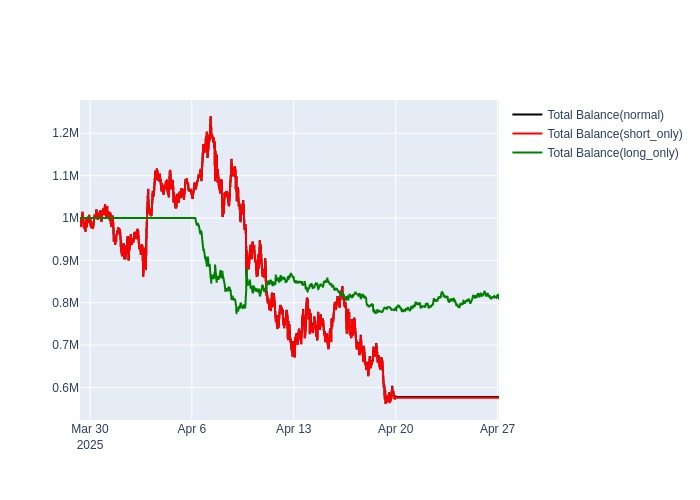 1.2M
1.1M
1M
0.9M
0.8M
0.7M
0.6M
Mar 30
2025
Apr 6
Apr 13
Apr 20
Apr 27
Total Balance(normal)
Total Balance(short_only)
Total Balance(long_only)